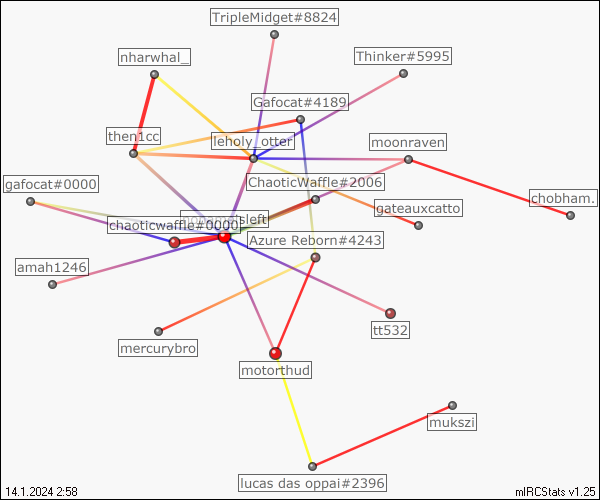 TripleMidget#8824
nharwhal_
Thinker#5995
Gafocat#4189
then1cc
leholy_otter
moonraven
gafocat#0000
ChaoticWaffle#2006
chobham.
gateauxcatto
chaoticwaffle#0000
Azure Reborn#4243
amah1246
tt532
mercurybro
motorthud
mukszi
lucas das oppai#2396
14.1.2024 2:58
mIRCStats v1.25